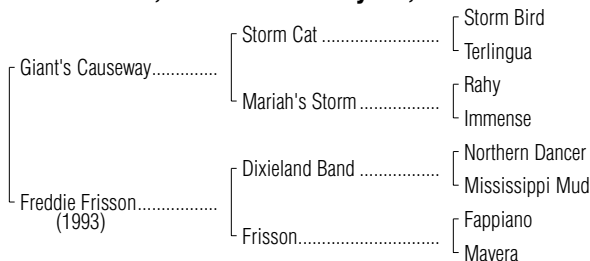 Storm Bird
Storm Cat ..........................
Terlingua
Giant's Causeway..............
Rahy
Mariah's Storm ..................
Immense
Northern Dancer
Dixieland Band ..................
Mississippi Mud
Freddie Frisson.................
(1993)
Fappiano
Frisson...............................
Mavera